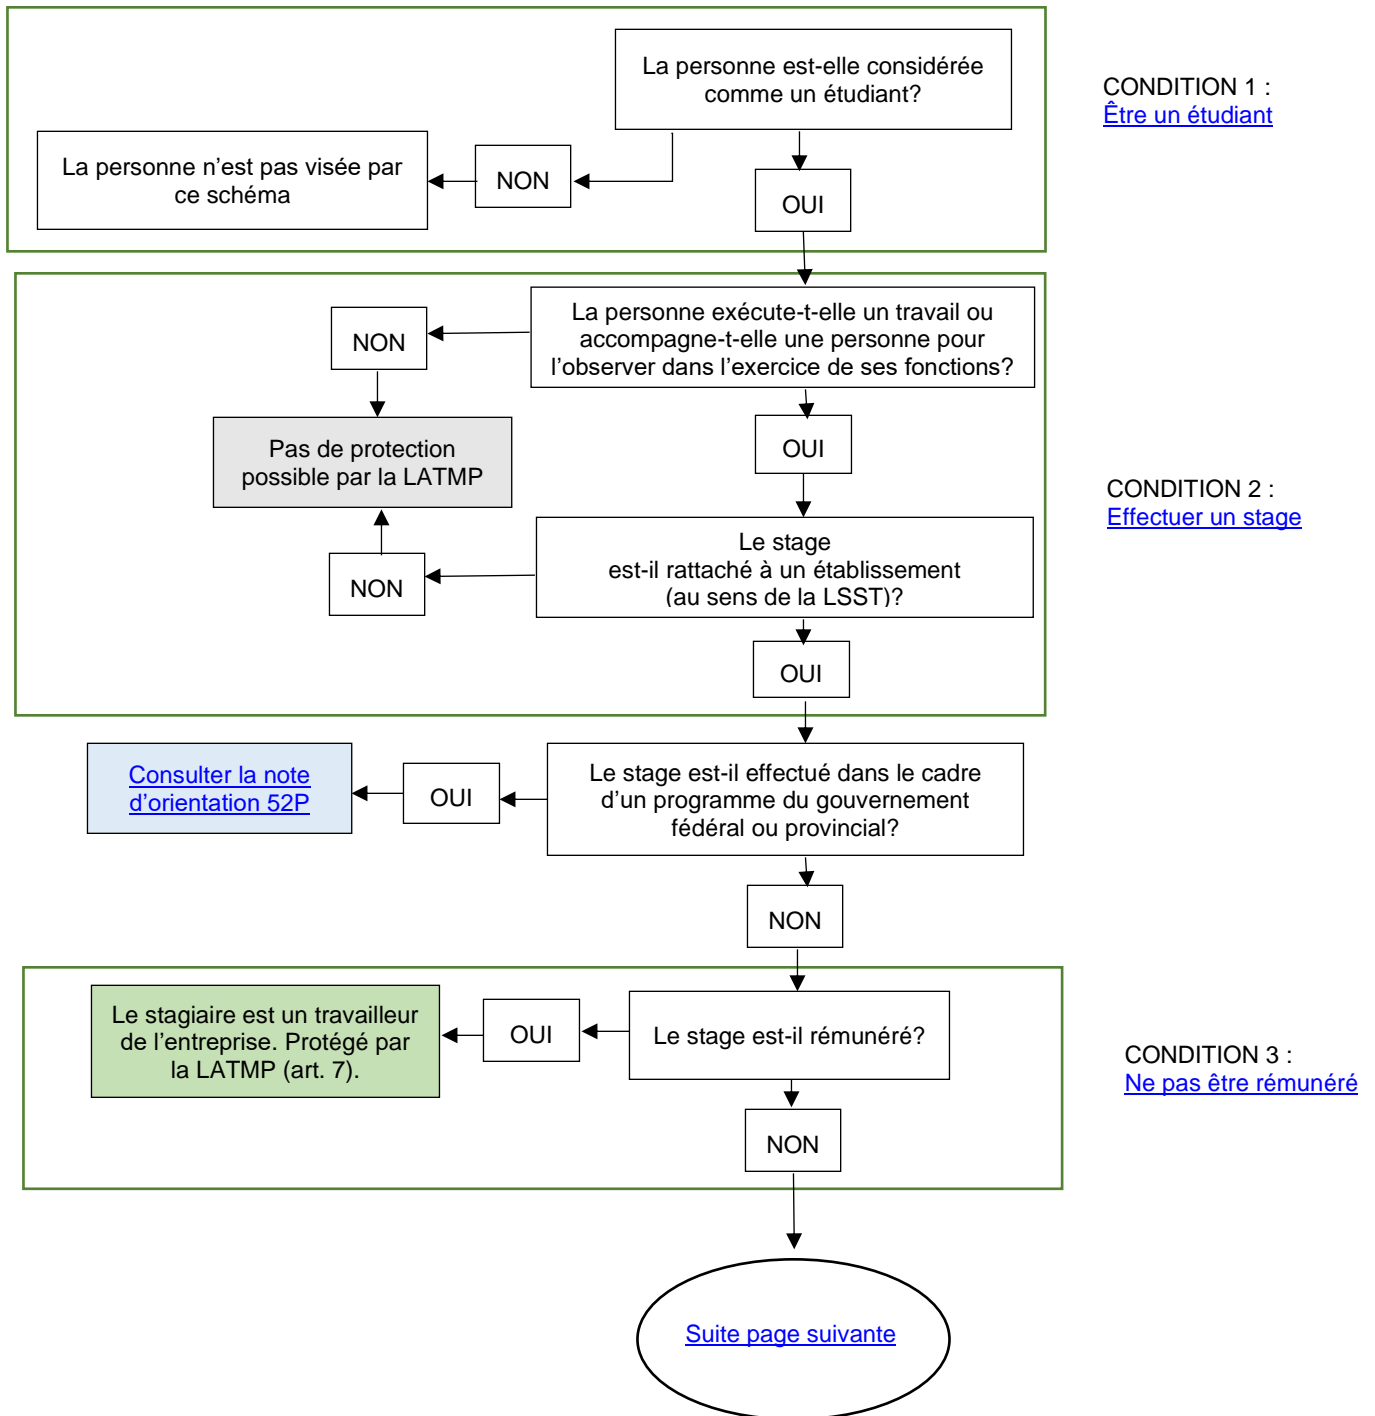 La personne est-elle considérée
comme un étudiant?
CONDITION 1 :
Être un étudiant
La personne n'est pas visée par
ce schéma
NON
OUI
La personne exécute-t-elle un travail ou
accompagne-t-elle une personne pour
l'observer dans l'exercice de ses fonctions?
NON
OUI
Pas de protection
possible par la LATMP
CONDITION 2 :
Effectuer un stage
Le stage
est-il rattaché à un établissement
(au sens de la LSST)?
NON
OUI
Le stage est-il effectué dans le cadre
d'un programme du gouvernement
fédéral ou provincial?
OUI
Consulter la note
d'orientation 52P
NON
Le stage est-il rémunéré?
OUI
Le stagiaire est un travailleur
de l'entreprise. Protégé par
la LATMP (art. 7).
CONDITION 3 :
Ne pas être rémunéré
NON
Suite page suivante